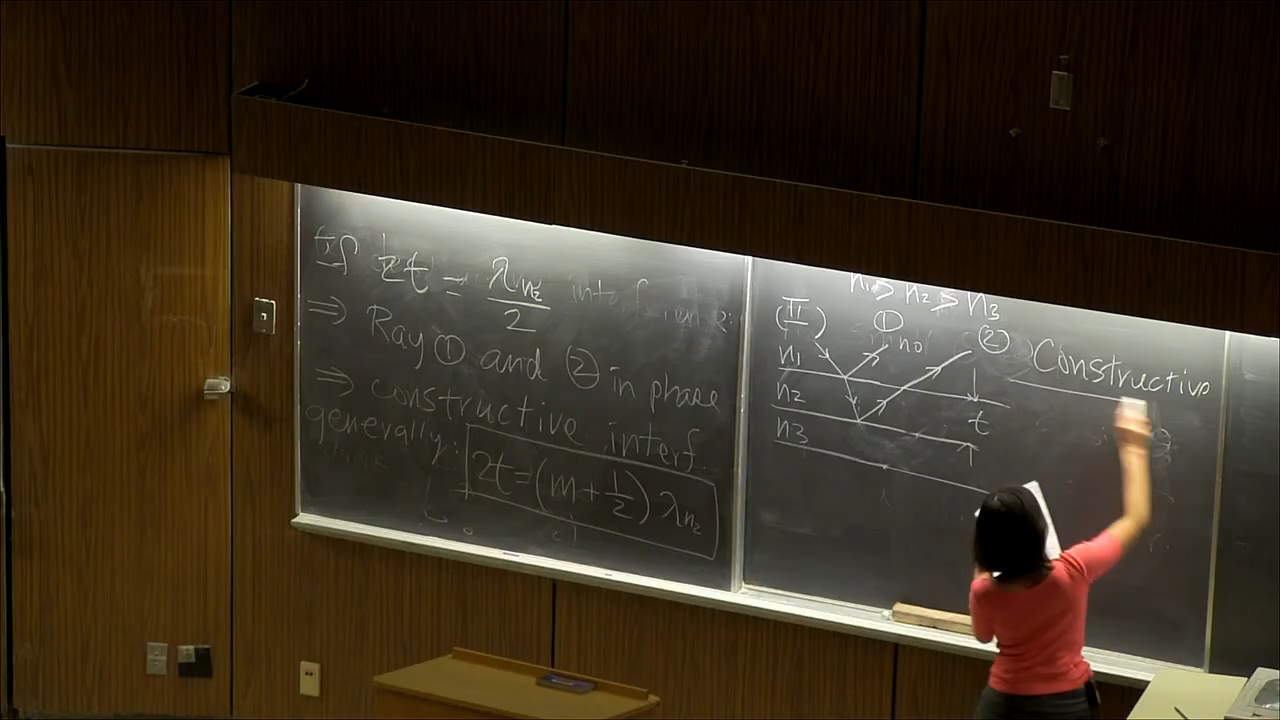 If 2t = λn₂/2
⇒ Ray ① and ② in phase
⇒ constructive interf.
generally: 2t = (m + 1/2) λn₂
n₁ > n₂ > n₃
(II) ① ②
n₁
n₂
n₃
t
Constructive